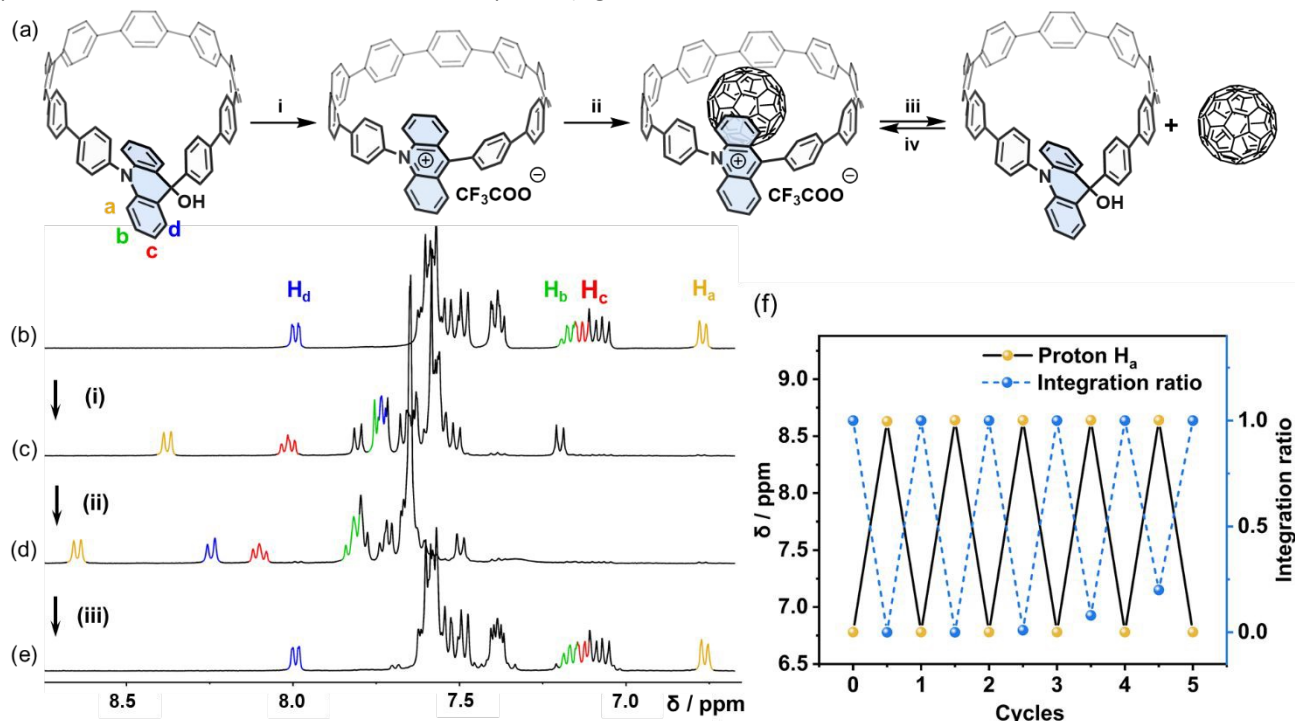 (a)
i
ii
iii
iv
N
OH
a
b
c
d
N
+
CF₃COO ⊖
N
+
CF₃COO ⊖
+
N
OH
(b)
Hd
Hb
Hc
Ha
(i)
(c)
(ii)
(d)
(iii)
(e)
8.5
8.0
7.5
7.0
δ / ppm
(f)
Proton Ha
Integration ratio
9.0
8.5
8.0
7.5
7.0
6.5
δ / ppm
1.0
0.5
0.0
Integration ratio
0
1
2
3
4
5
Cycles